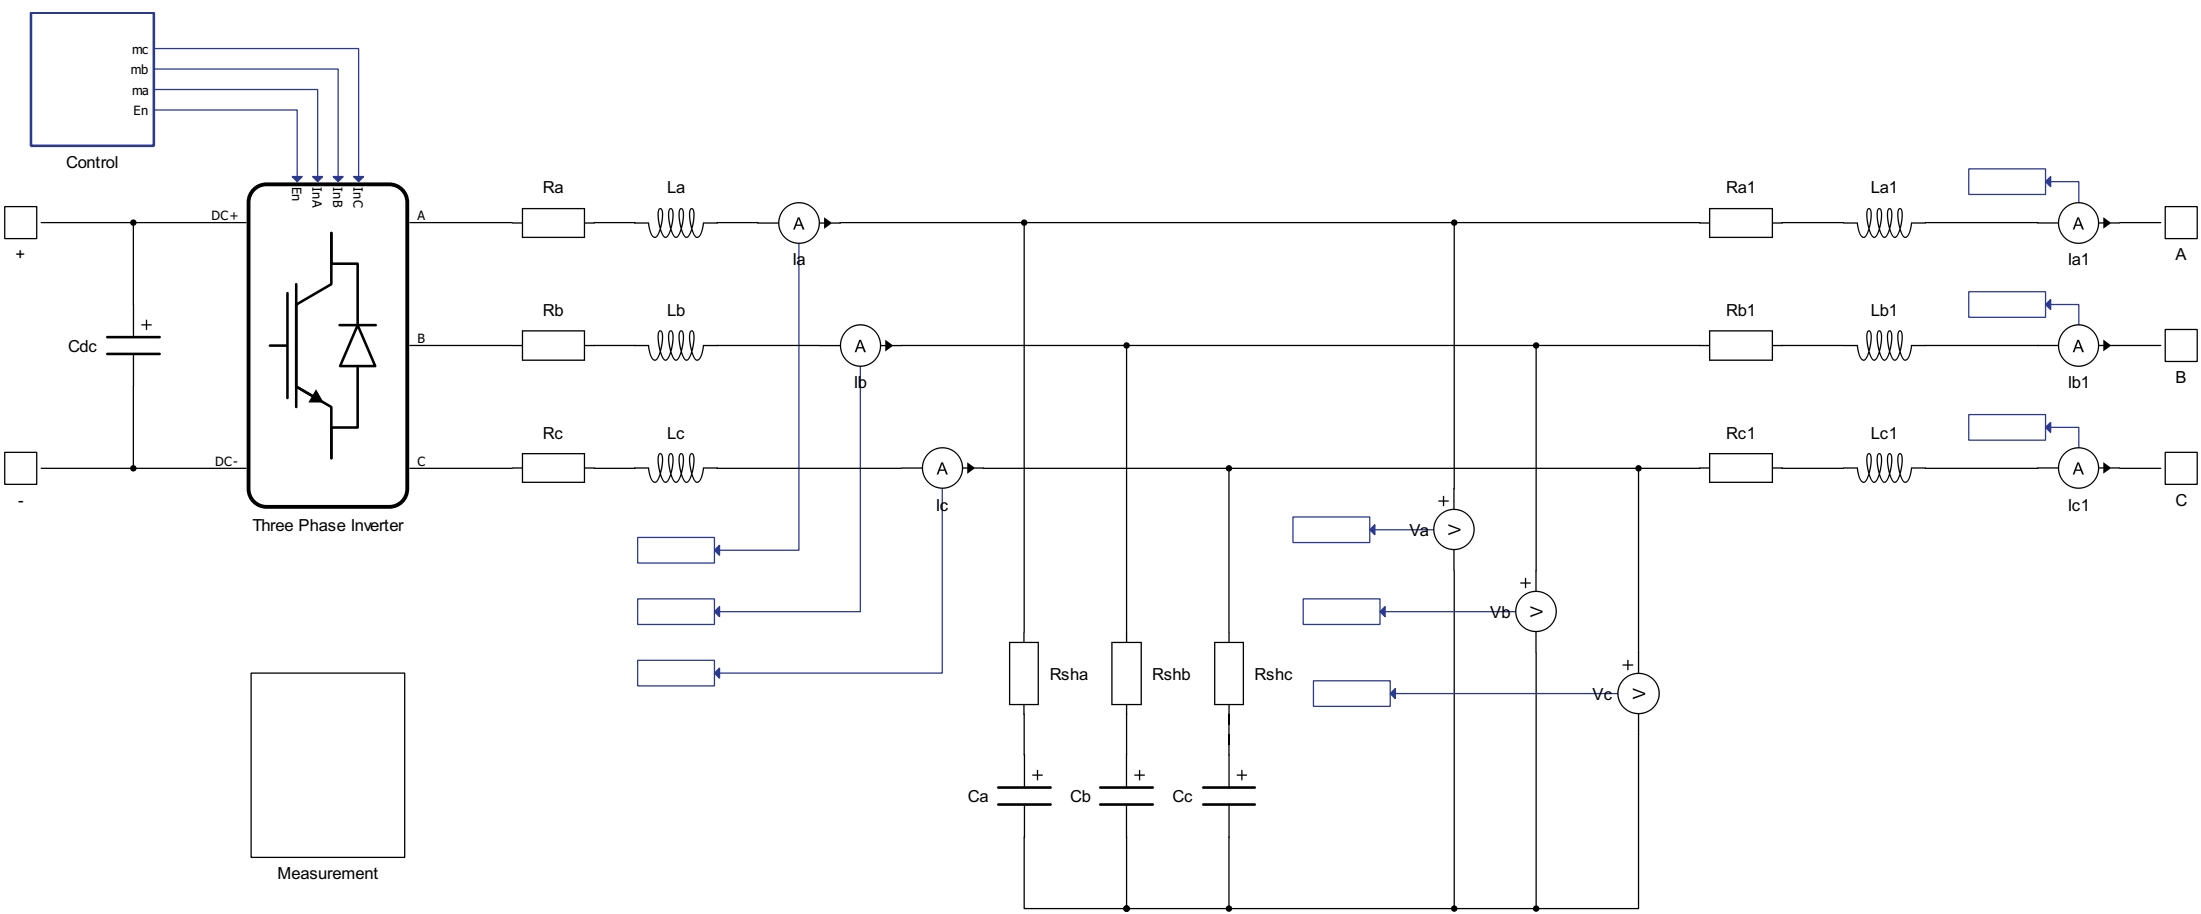 mc
mb
ma
En
Control
En InA InB InC
Ra La Ra1 La1
DC+ A
+ Ia Ia1 A
Rb Lb Rb1 Lb1
+ B
Cdc
Ib Ib1 B
Rc Lc Rc1 Lc1
DC- C
- Ic Ic1 C
Three Phase Inverter
+
Va
+
Vb
+
Vc
Rsha Rshb Rshc
+ + +
Ca Cb Cc
Measurement
A A
A A
A A
V
V
V